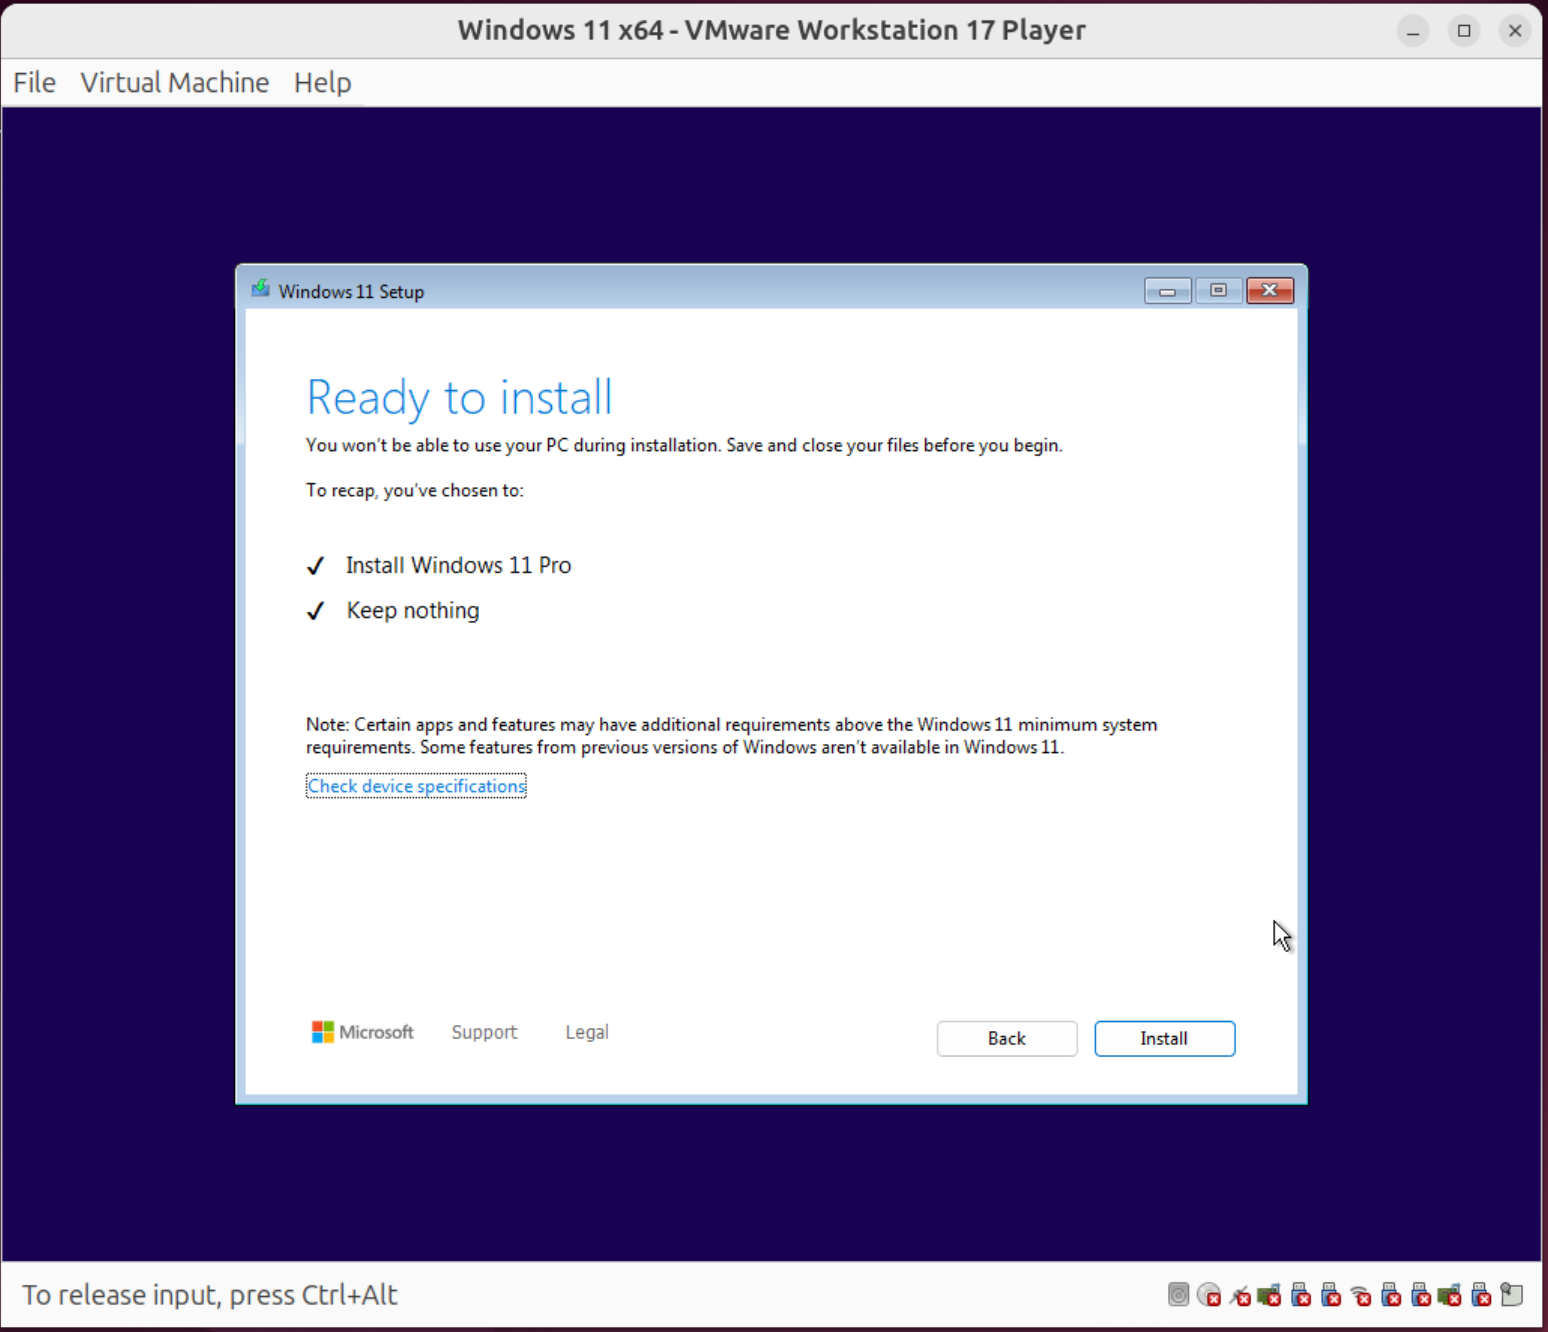 Windows 11 x64 - VMware Workstation 17 Player
File Virtual Machine Help
Windows 11 Setup
Ready to install
You won't be able to use your PC during installation. Save and close your files before you begin.
To recap, you've chosen to:
✓ Install Windows 11 Pro
✓ Keep nothing
Note: Certain apps and features may have additional requirements above the Windows 11 minimum system
requirements. Some features from previous versions of Windows aren't available in Windows 11.
Check device specifications
Microsoft Support Legal
Back Install
To release input, press Ctrl+Alt